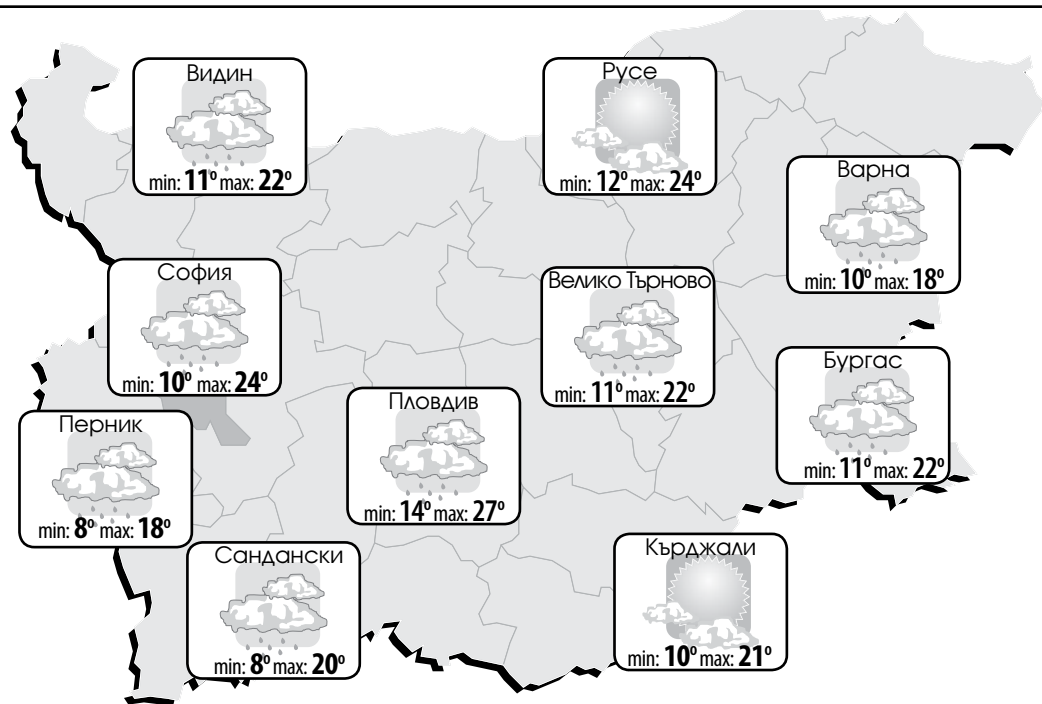 Видин
min: 11° max: 22°
Русе
min: 12° max: 24°
Варна
min: 10° max: 18°
София
min: 10° max: 24°
Велико Търново
min: 11° max: 22°
Бургас
min: 11° max: 22°
Пловдив
min: 14° max: 27°
Перник
min: 8° max: 18°
Сандански
min: 8° max: 20°
Кърджали
min: 10° max: 21°